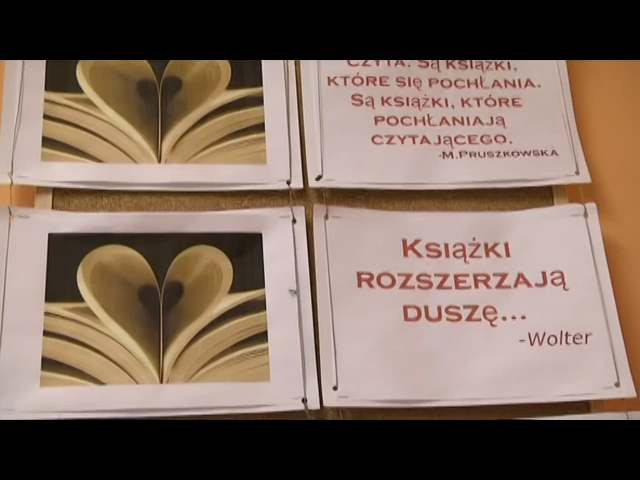 CZYTA. SĄ KSIĄŻKI,
KTÓRE SIĘ POCHŁANIA.
SĄ KSIĄŻKI, KTÓRE
POCHŁANIAJĄ
CZYTAJĄCEGO.
-M.PRUSZKOWSKA
KSIĄŻKI
ROZSZERZAJĄ
DUSZĘ...
-Wolter